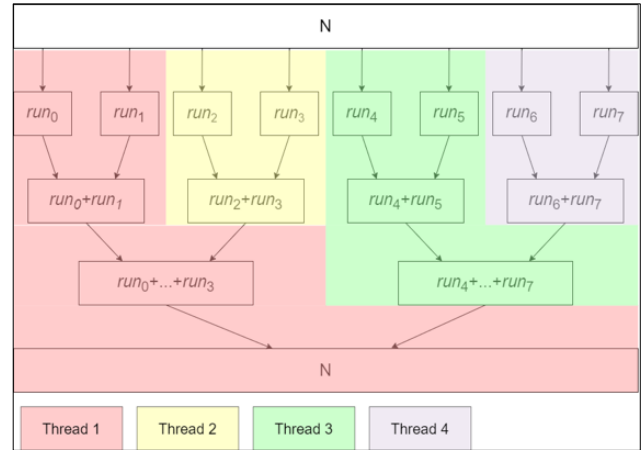 N
run₀ run₁ run₂ run₃ run₄ run₅ run₆ run₇
run₀+run₁ run₂+run₃ run₄+run₅ run₆+run₇
run₀+...+run₃ run₄+...+run₇
N
Thread 1 Thread 2 Thread 3 Thread 4